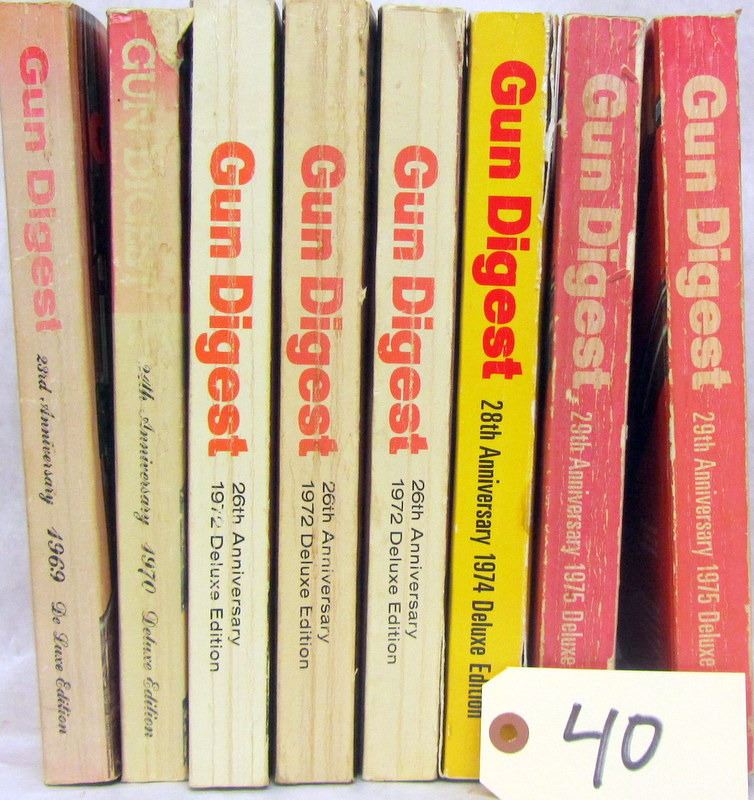 Gun Digest 23rd Anniversary 1969 De Luxe Edition
GUN DIGEST 24th Anniversary 1970 Deluxe Edition
Gun Digest
26th Anniversary
1972 Deluxe Edition
Gun Digest
26th Anniversary
1972 Deluxe Edition
Gun Digest
26th Anniversary
1972 Deluxe Edition
Gun Digest 28th Anniversary 1974 Deluxe Edition
Gun Digest 29th Anniversary 1975 Deluxe
Gun Digest 29th Anniversary 1975 Deluxe
40